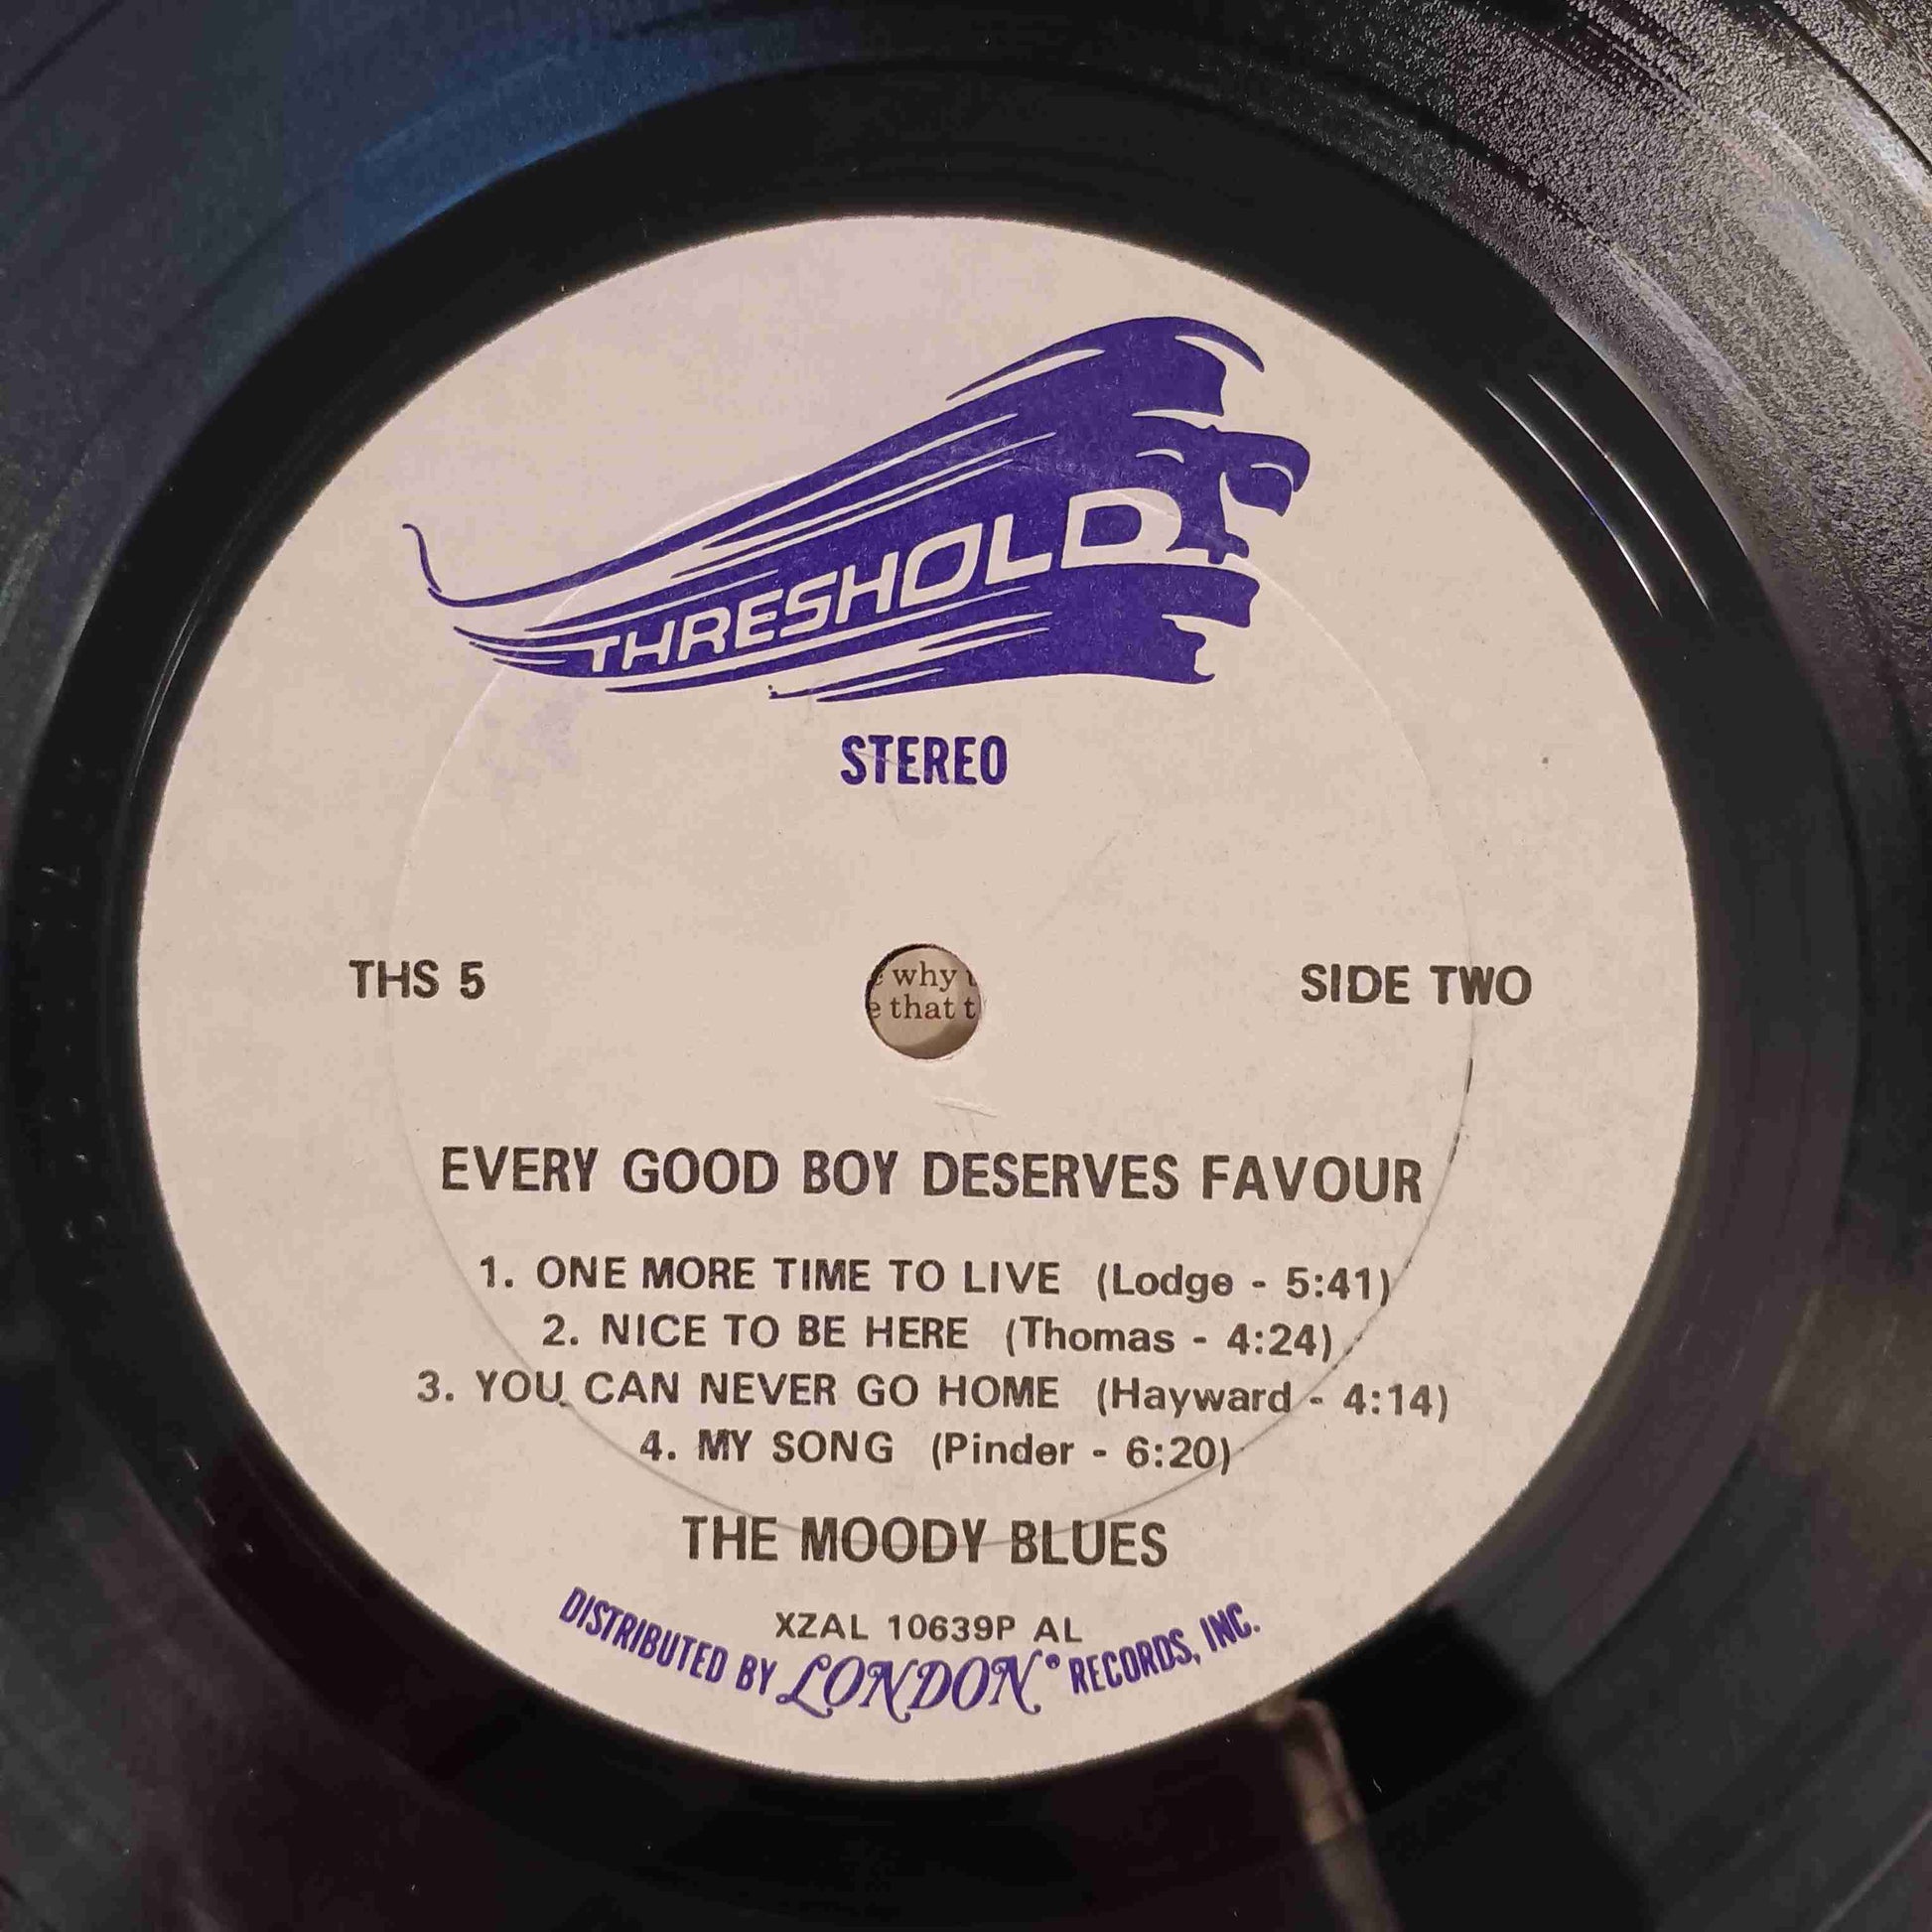 THRESHOLD
STEREO
THS 5
why
that
SIDE TWO
EVERY GOOD BOY DESERVES FAVOUR
1. ONE MORE TIME TO LIVE (Lodge - 5:41)
2. NICE TO BE HERE (Thomas - 4:24)
3. YOU CAN NEVER GO HOME (Hayward - 4:14)
4. MY SONG (Pinder - 6:20)
THE MOODY BLUES
XZAL 10639P AL
DISTRIBUTED BY LONDON® RECORDS, INC.